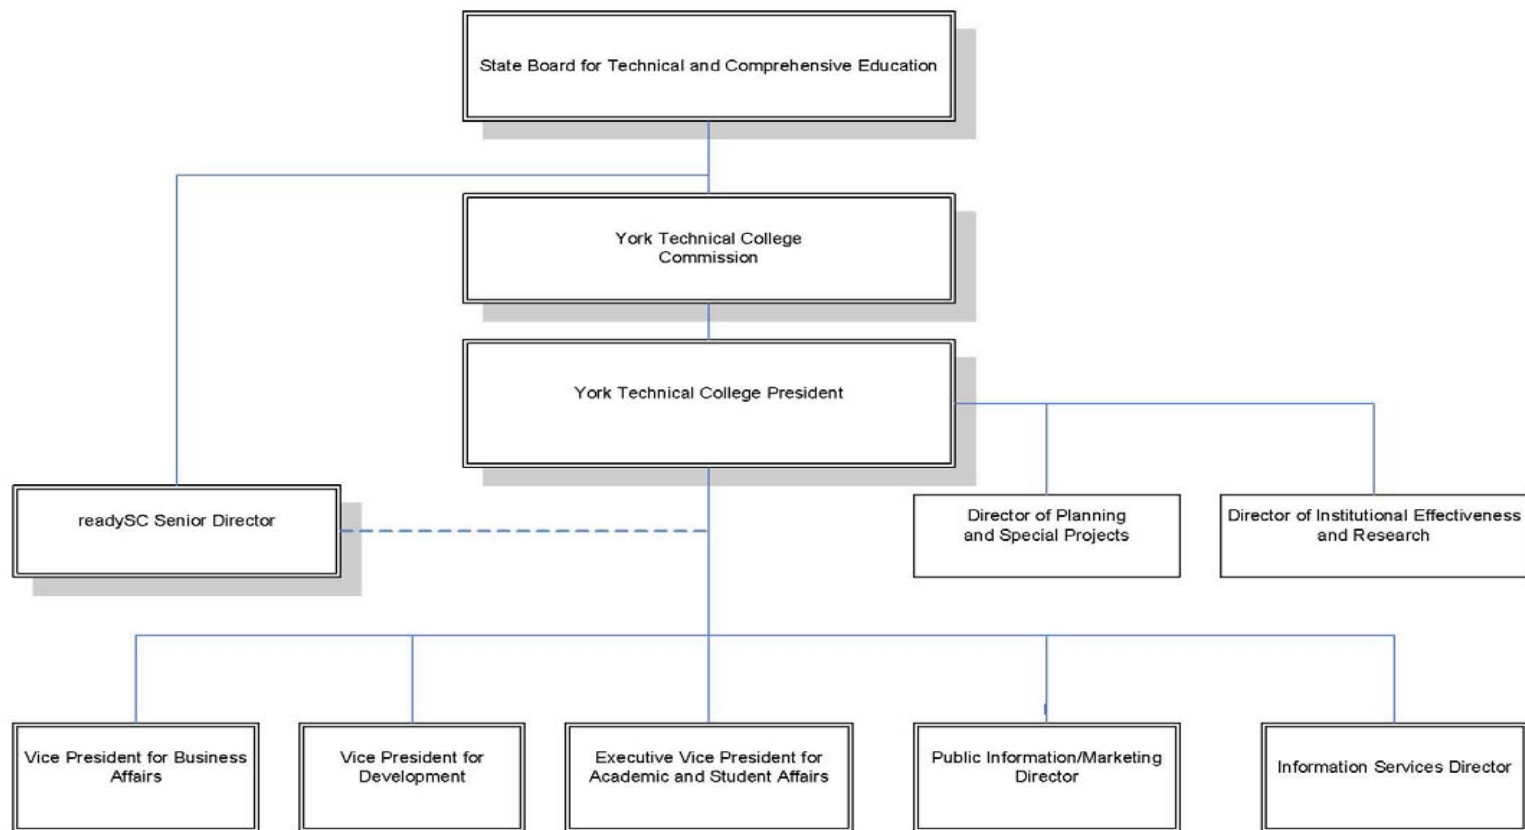 State Board for Technical and Comprehensive Education
York Technical College
Commission
York Technical College President
readySC Senior Director
Director of Planning
and Special Projects
Director of Institutional Effectiveness
and Research
Vice President for Business
Affairs
Vice President for
Development
Executive Vice President for
Academic and Student Affairs
Public Information/Marketing
Director
Information Services Director